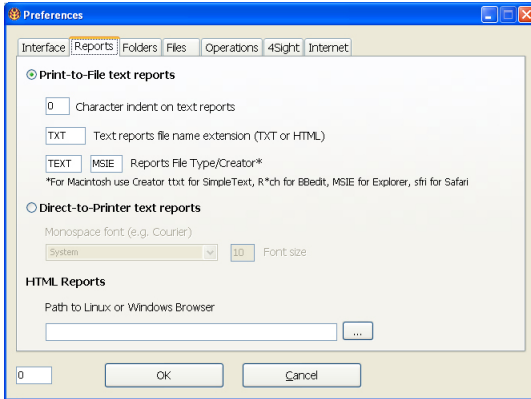 Preferences
Interface Reports Folders Files Operations 4Sight Internet
Print-to-File text reports
0 Character indent on text reports
TXT Text reports file name extension (TXT or HTML)
TEXT MSIE Reports File Type/Creator*
*For Macintosh use Creator ttxt for SimpleText, R*ch for BBedit, MSIE for Explorer, sfri for Safari
Direct-to-Printer text reports
Monospace font (e.g. Courier)
System 10 Font size
HTML Reports
Path to Linux or Windows Browser
...
0 OK Cancel